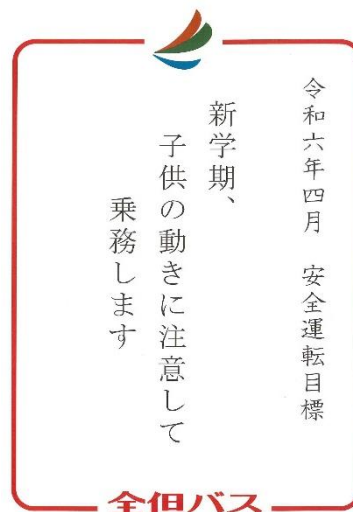 令和六年四月　安全運転目標
新学期、
子供の動きに注意して
乗務します
全但バス